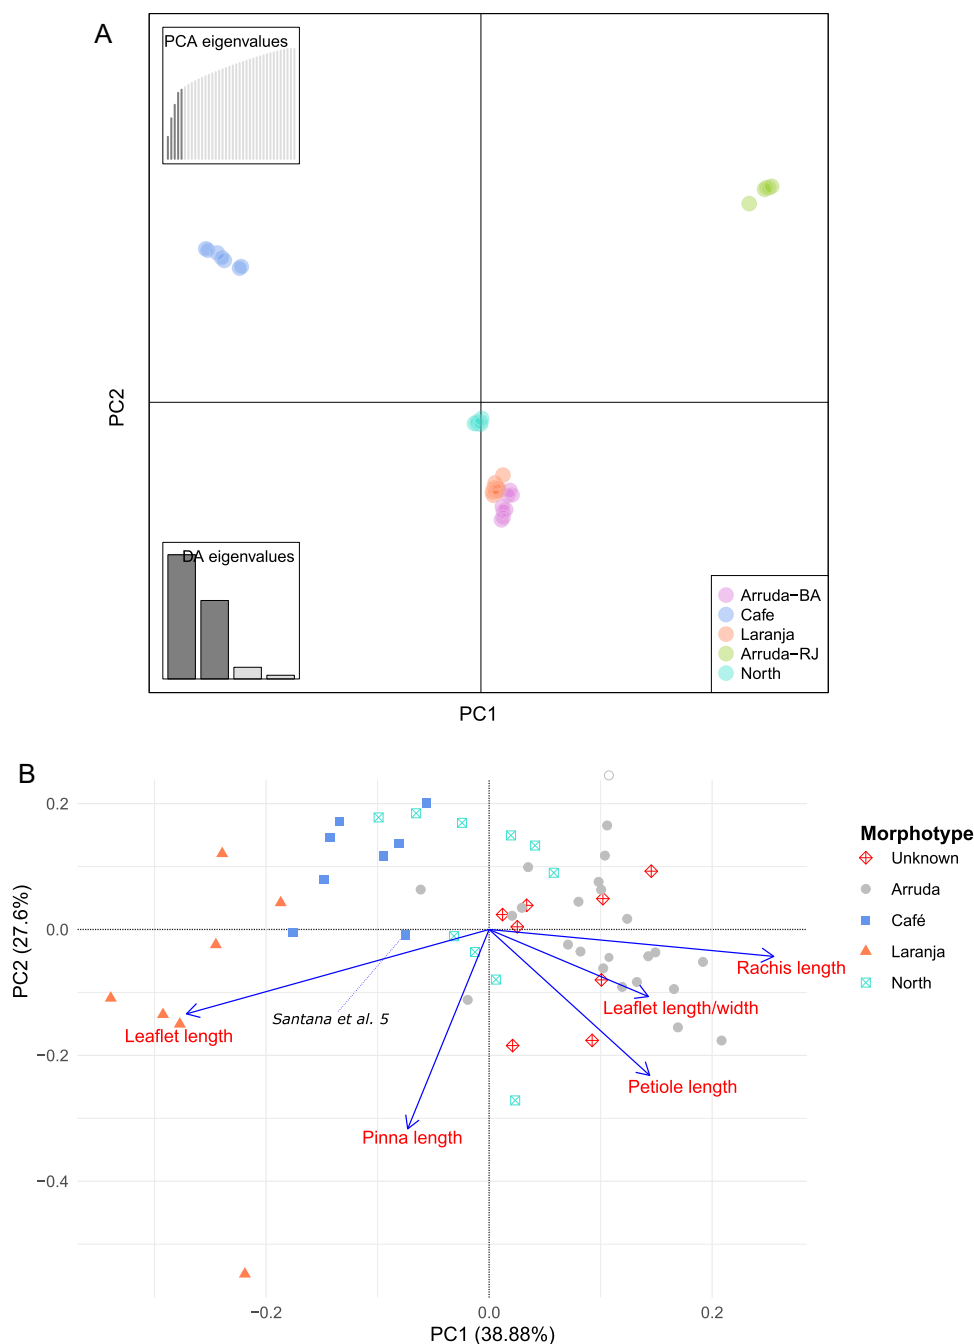 A
PCA eigenvalues
PC2
DA eigenvalues
Arruda−BA
Cafe
Laranja
Arruda−RJ
North
PC1
B
0.2
0.0
−0.2
−0.4
PC2 (27.6%)
Rachis length
Leaflet length/width
Santana et al. 5
Leaflet length
Petiole length
Pinna length
−0.2
0.0
0.2
PC1 (38.88%)
Morphotype
Unknown
Arruda
Café
Laranja
North